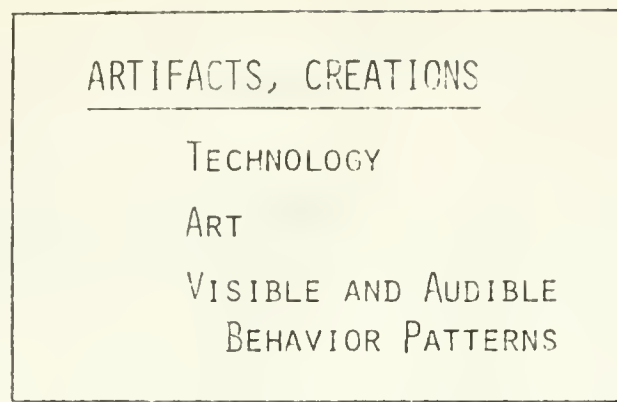 ARTIFACTS, CREATIONS
TECHNOLOGY
ART
VISIBLE AND AUDIBLE
BEHAVIOR PATTERNS